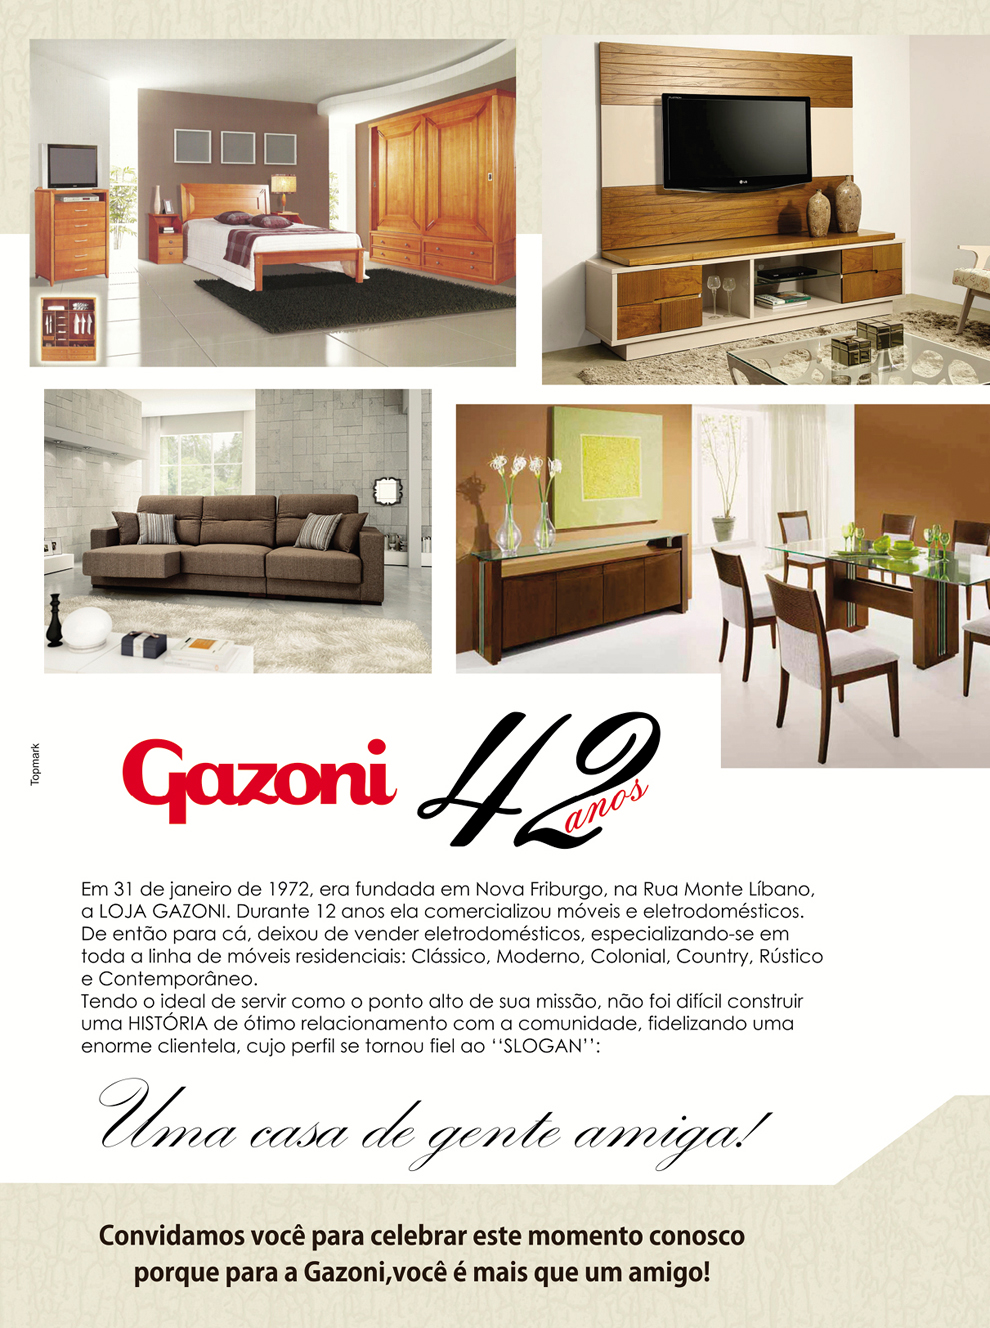 Topmark
Gazoni 42
anos
Em 31 de janeiro de 1972, era fundada em Nova Friburgo, na Rua Monte Líbano,
a LOJA GAZONI. Durante 12 anos ela comercializou móveis e eletrodomésticos.
De então para cá, deixou de vender eletrodomésticos, especializando-se em
toda a linha de móveis residenciais: Clássico, Moderno, Colonial, Country, Rústico
e Contemporâneo.
Tendo o ideal de servir como o ponto alto de sua missão, não foi difícil construir
uma HISTÓRIA de ótimo relacionamento com a comunidade, fidelizando uma
enorme clientela, cujo perfil se tornou fiel ao ‘‘SLOGAN’’:
Uma casa de gente amiga!
Convidamos você para celebrar este momento conosco
porque para a Gazoni,você é mais que um amigo!